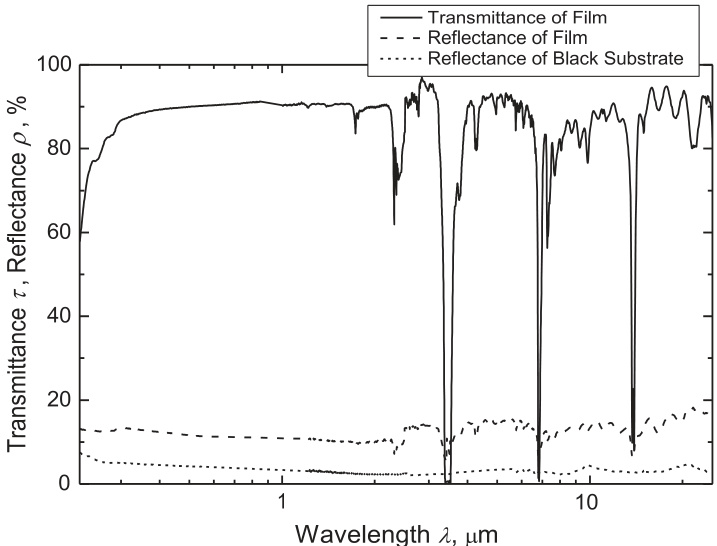 Transmittance of Film
Reflectance of Film
Reflectance of Black Substrate
100
80
60
40
20
0
Transmittance τ, Reflectance ρ, %
1
10
Wavelength λ, μm